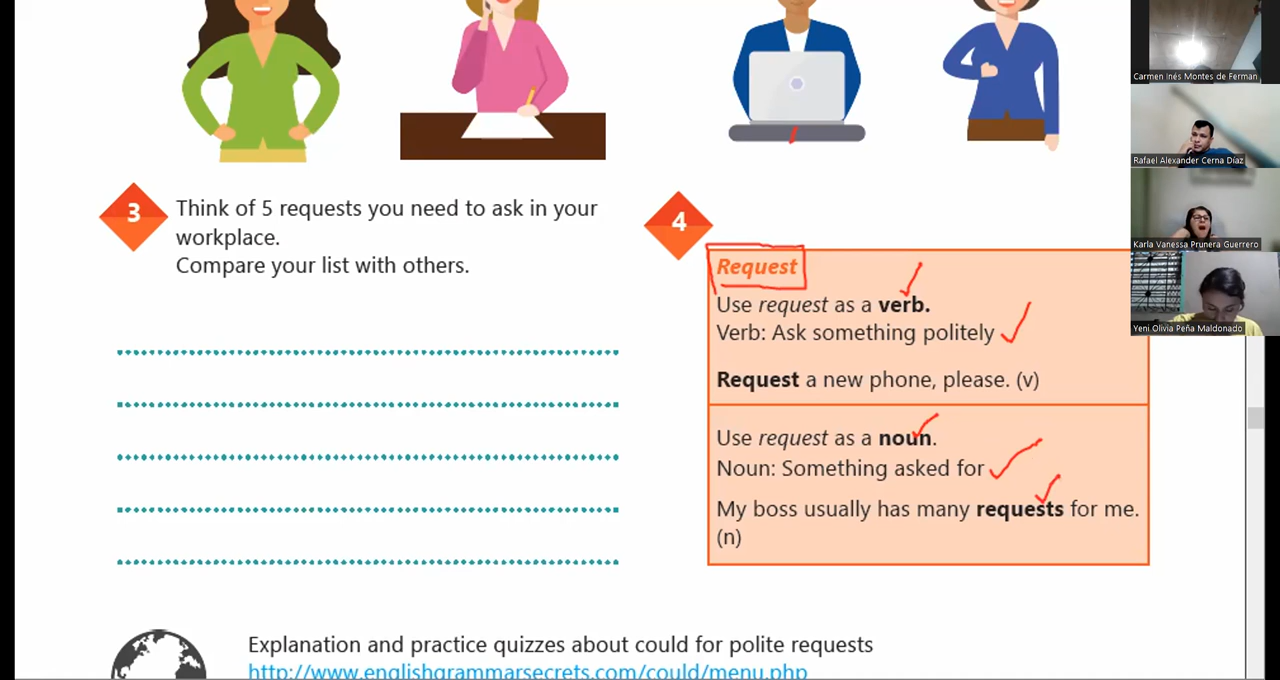 3
Think of 5 requests you need to ask in your
workplace.
Compare your list with others.
4
Request
Use request as a verb.
Verb: Ask something politely
Request a new phone, please. (v)
Use request as a noun.
Noun: Something asked for
My boss usually has many requests for me.
(n)
Explanation and practice quizzes about could for polite requests
http://www.englishgrammarsecrets.com/could/menu.php
Carmen Inés Montes de Ferman
Rafael Alexander Cerna Díaz
Karla Vanessa Prunera Guerrero
Yeni Olivia Peña Maldonado